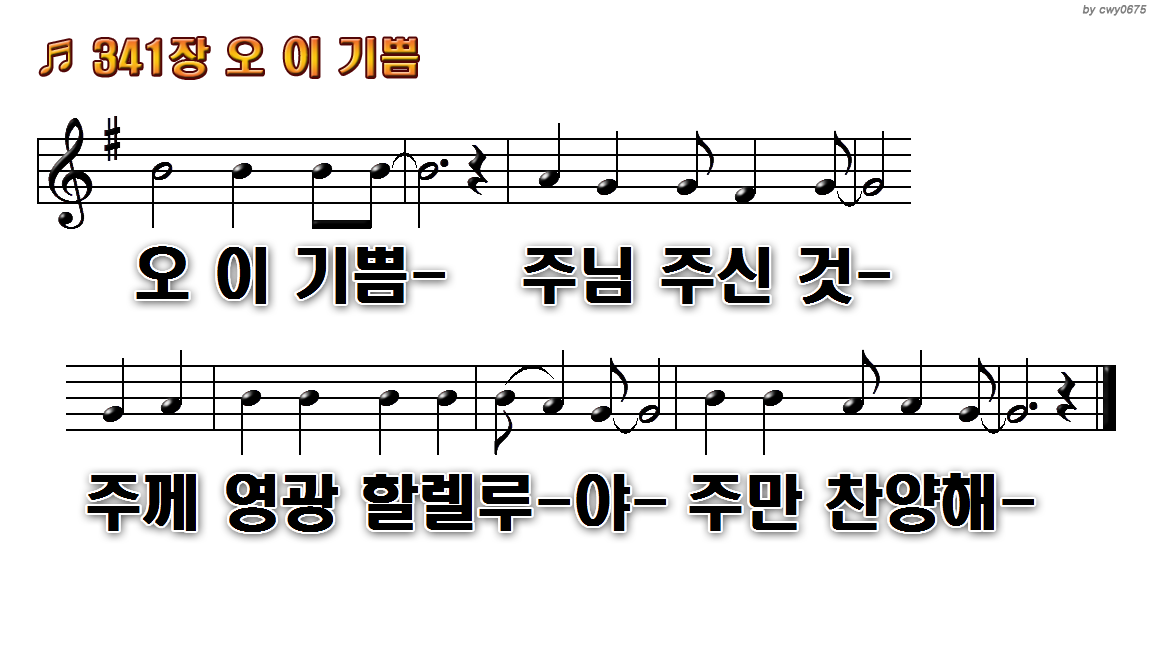 by cwy0675
♬ 341장 오 이 기쁨
오 이 기쁨- 주님 주신 것-
주께 영광 할렐루-야- 주만 찬양해-